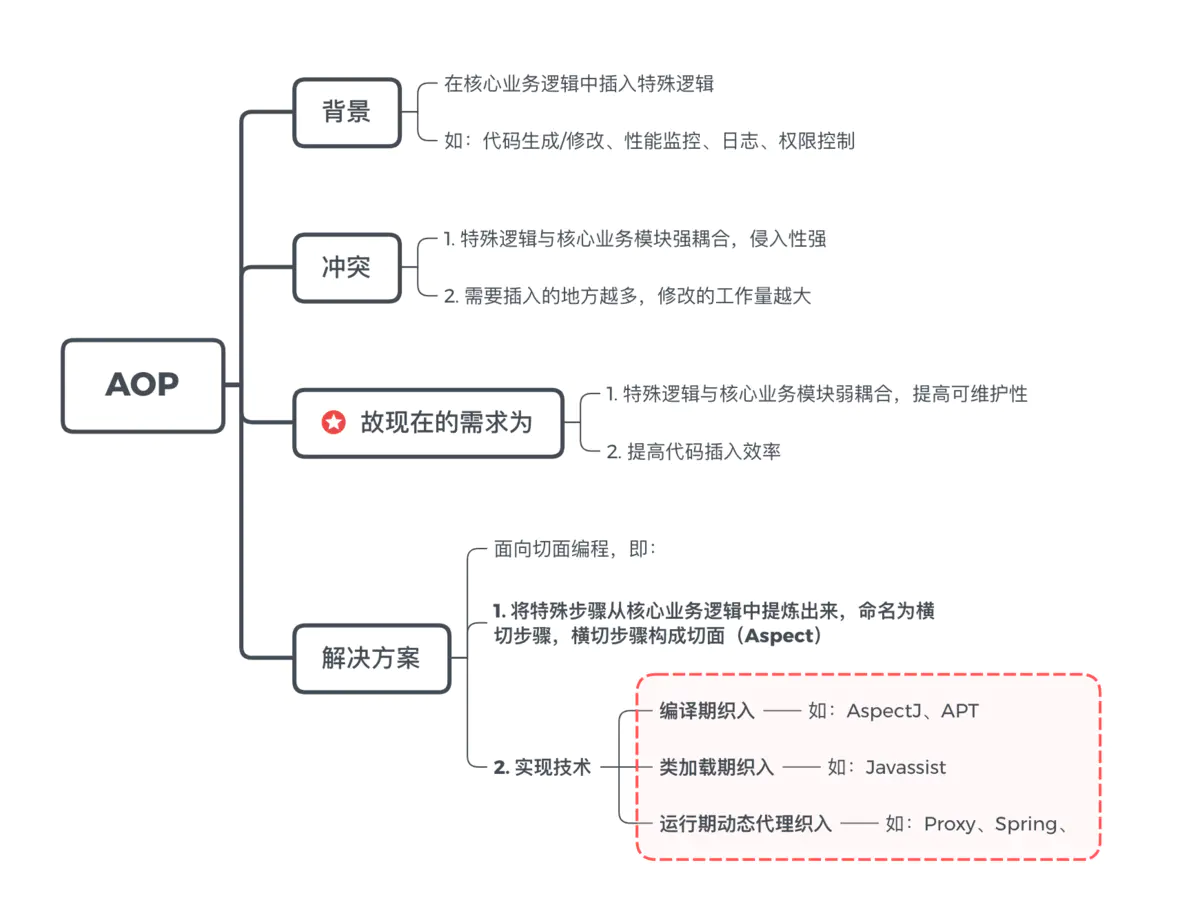 AOP
背景
在核心业务逻辑中插入特殊逻辑
如：代码生成/修改、性能监控、日志、权限控制
冲突
1. 特殊逻辑与核心业务模块强耦合，侵入性强
2. 需要插入的地方越多，修改的工作量越大
故现在的需求为
1. 特殊逻辑与核心业务模块弱耦合，提高可维护性
2. 提高代码插入效率
解决方案
面向切面编程，即：
1. 将特殊步骤从核心业务逻辑中提炼出来，命名为横
切步骤，横切步骤构成切面（Aspect）
2. 实现技术
编译期织入
如：AspectJ、APT
类加载期织入
如：Javassist
运行期动态代理织入
如：Proxy、Spring、